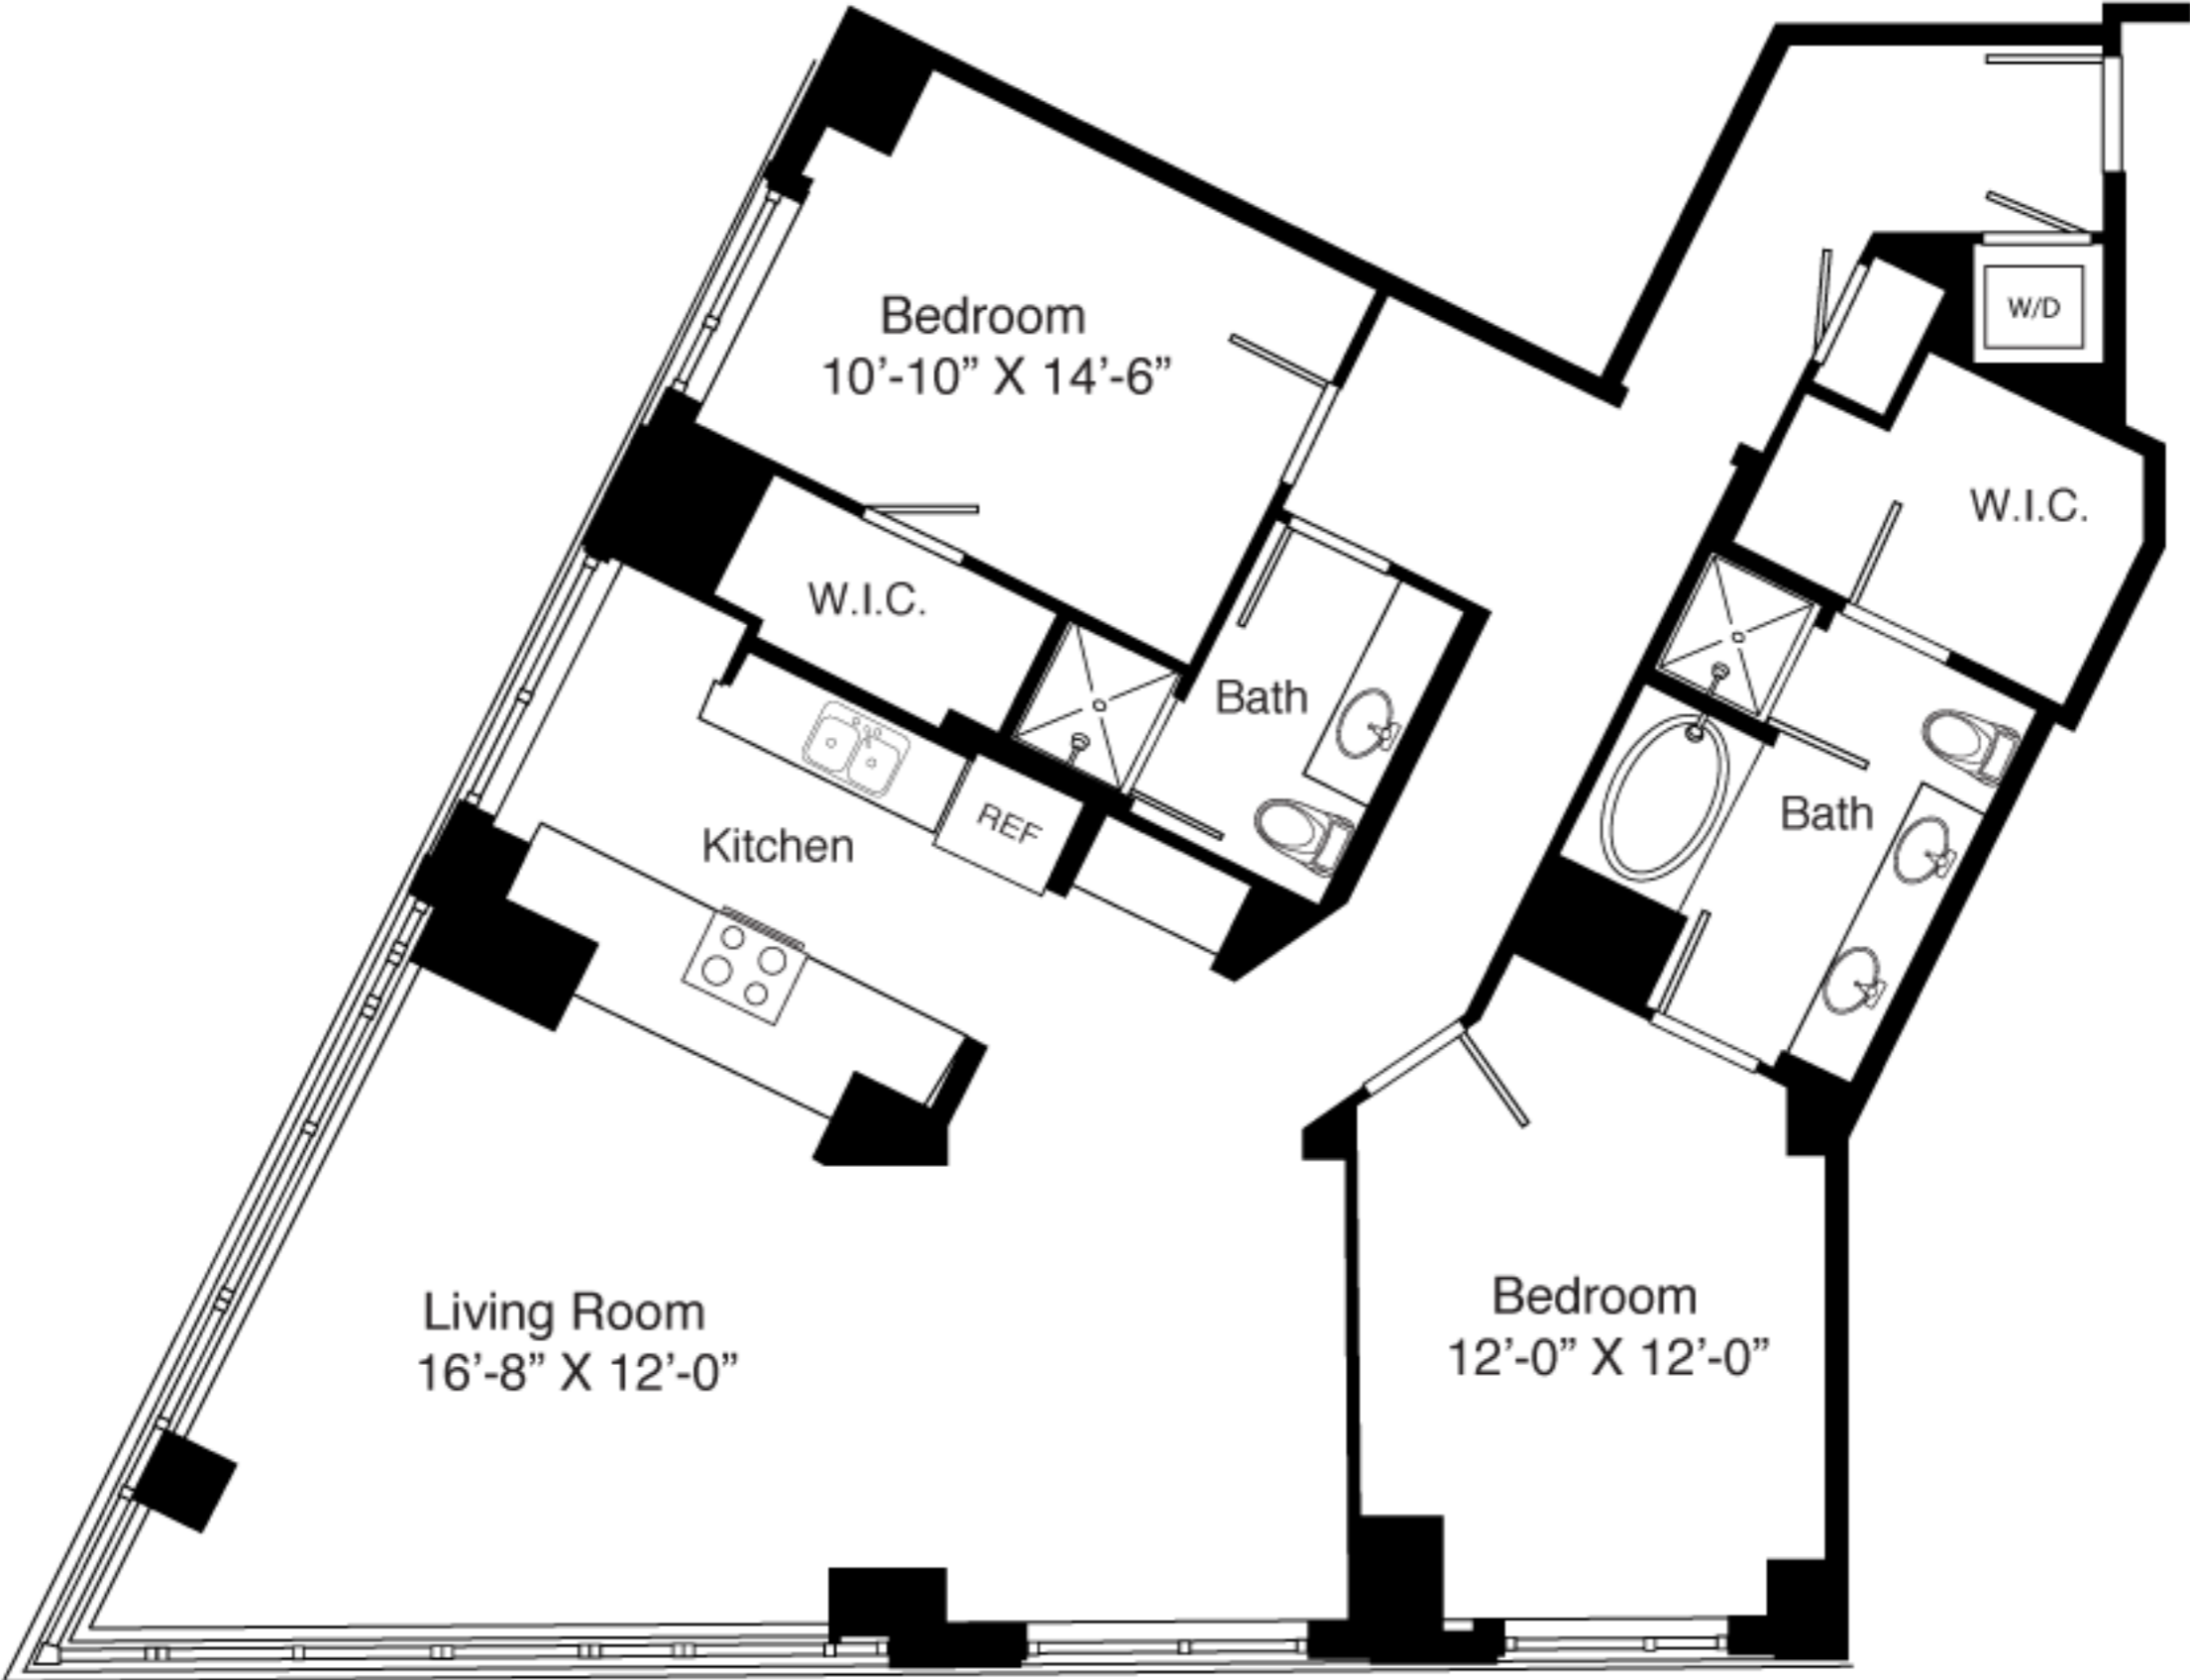 W/D
Bedroom
10’-10” X 14’-6”
W.I.C.
W.I.C.
Bath
Kitchen
REF
Bath
Living Room
16’-8” X 12’-0”
Bedroom
12’-0” X 12’-0”